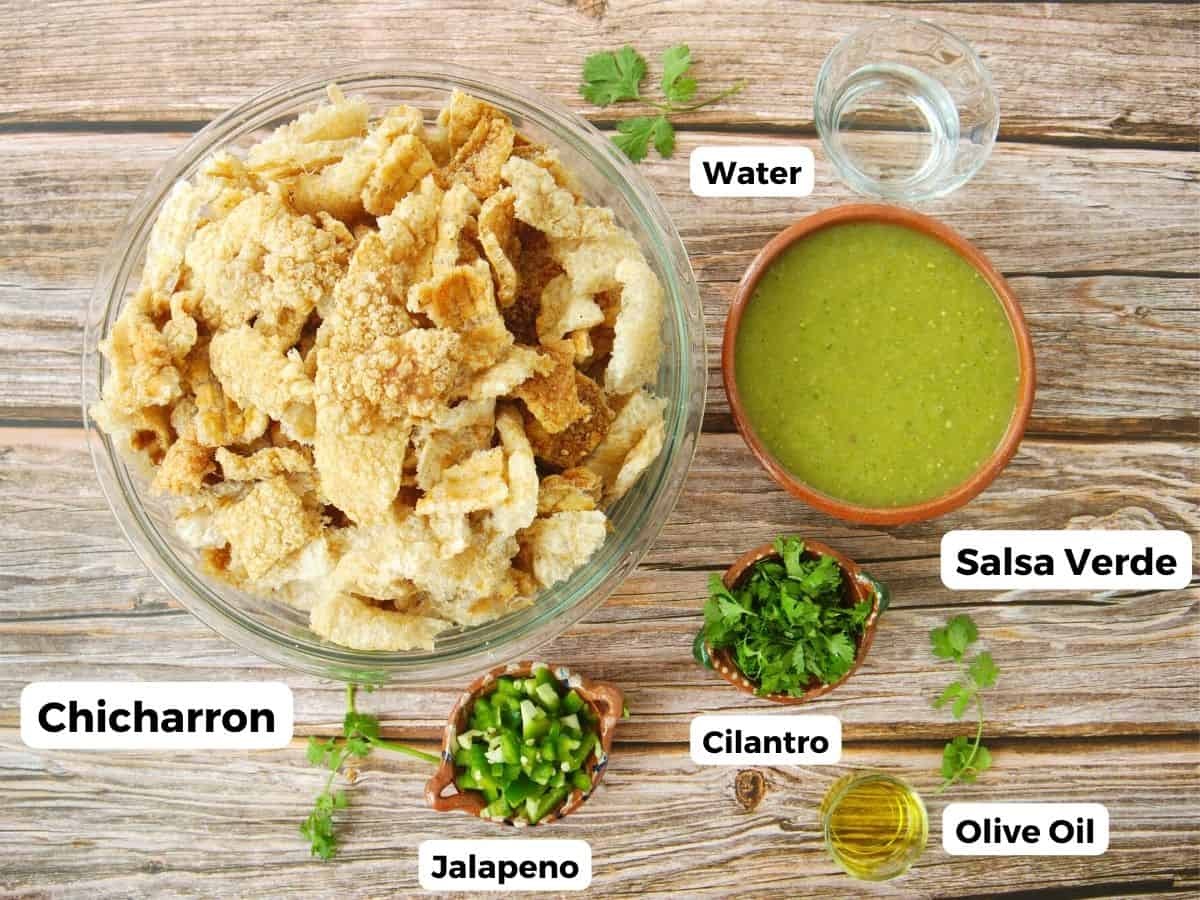 Water
Salsa Verde
Chicharron
Cilantro
Olive Oil
Jalapeno